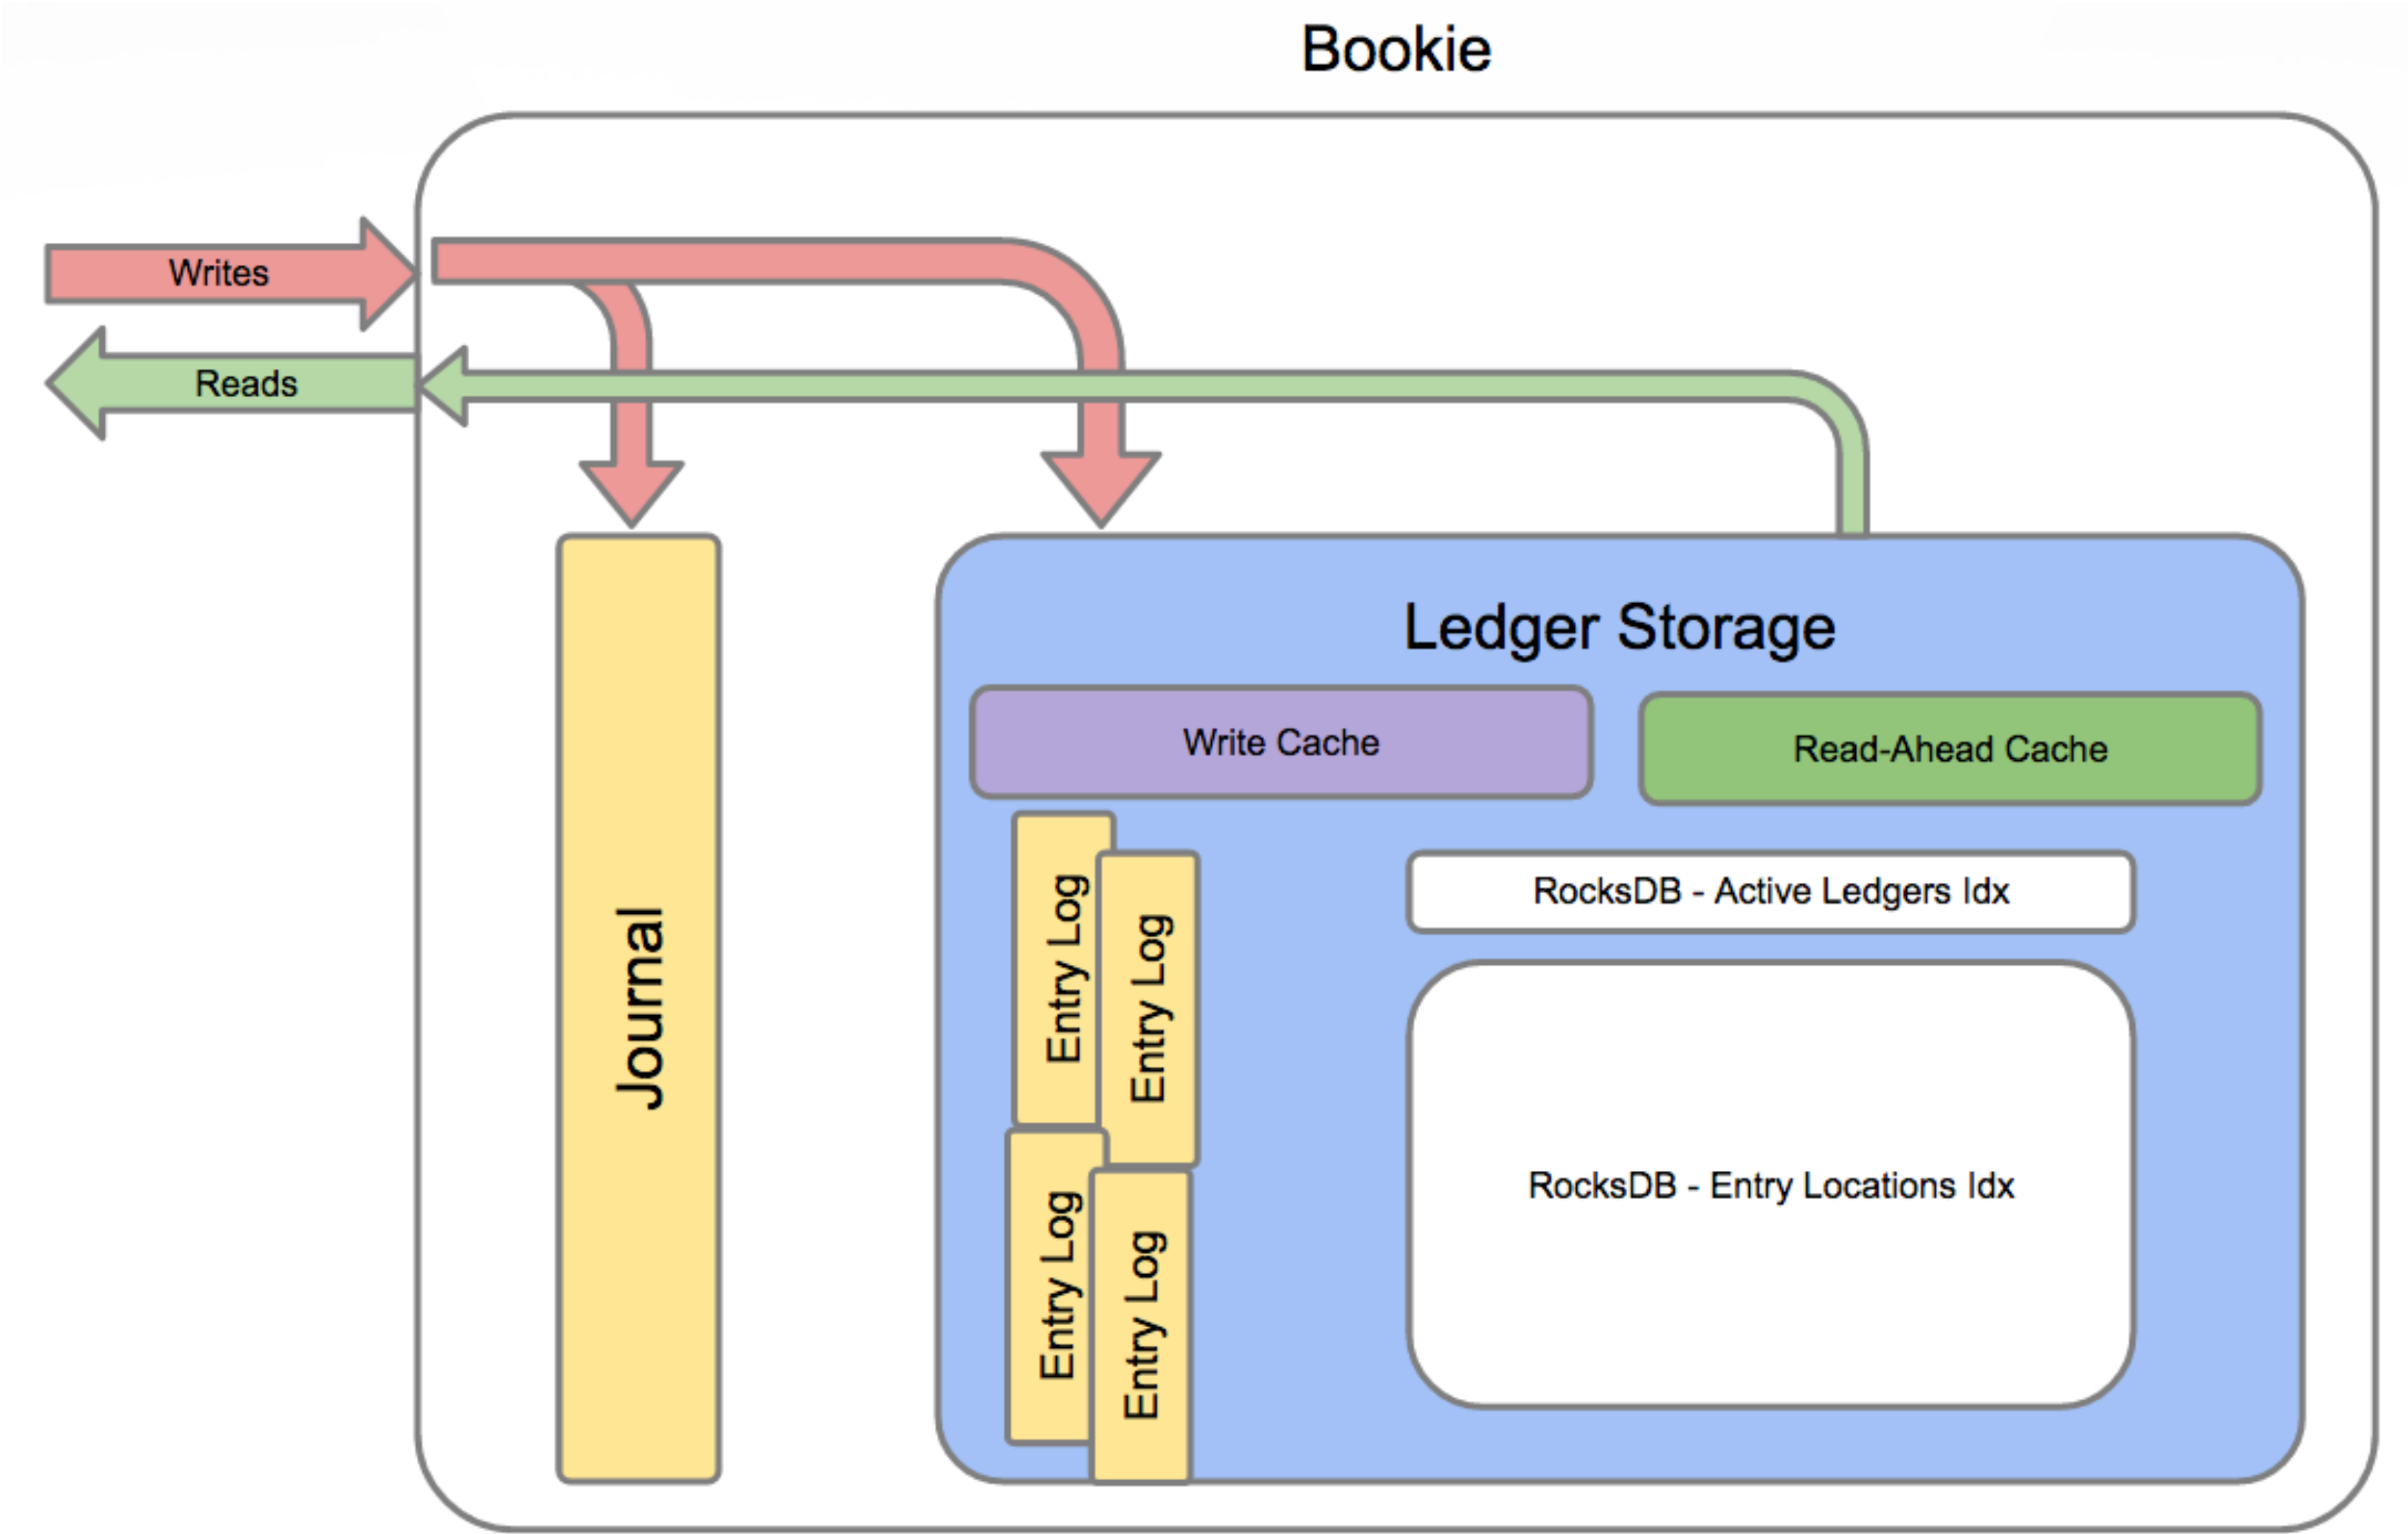 Bookie
Writes
Reads
Ledger Storage
Write Cache
Read-Ahead Cache
Journal
Entry Log
Entry Log
Entry Log
Entry Log
RocksDB - Active Ledgers Idx
RocksDB - Entry Locations Idx